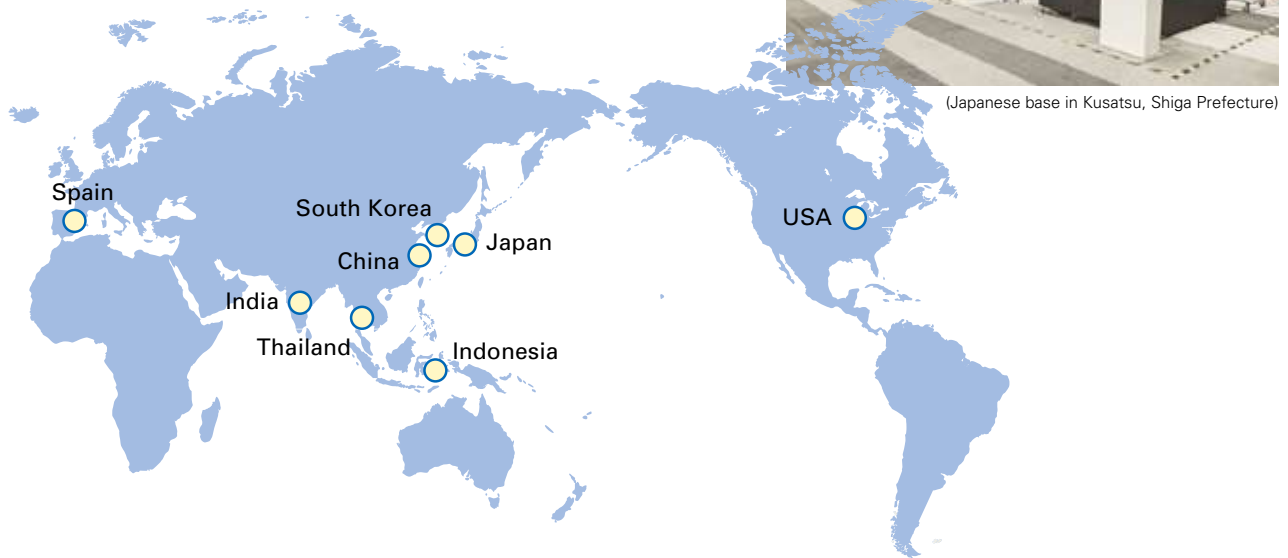 (Japanese base in Kusatsu, Shiga Prefecture)
Spain
South Korea
USA
Japan
China
India
Thailand
Indonesia